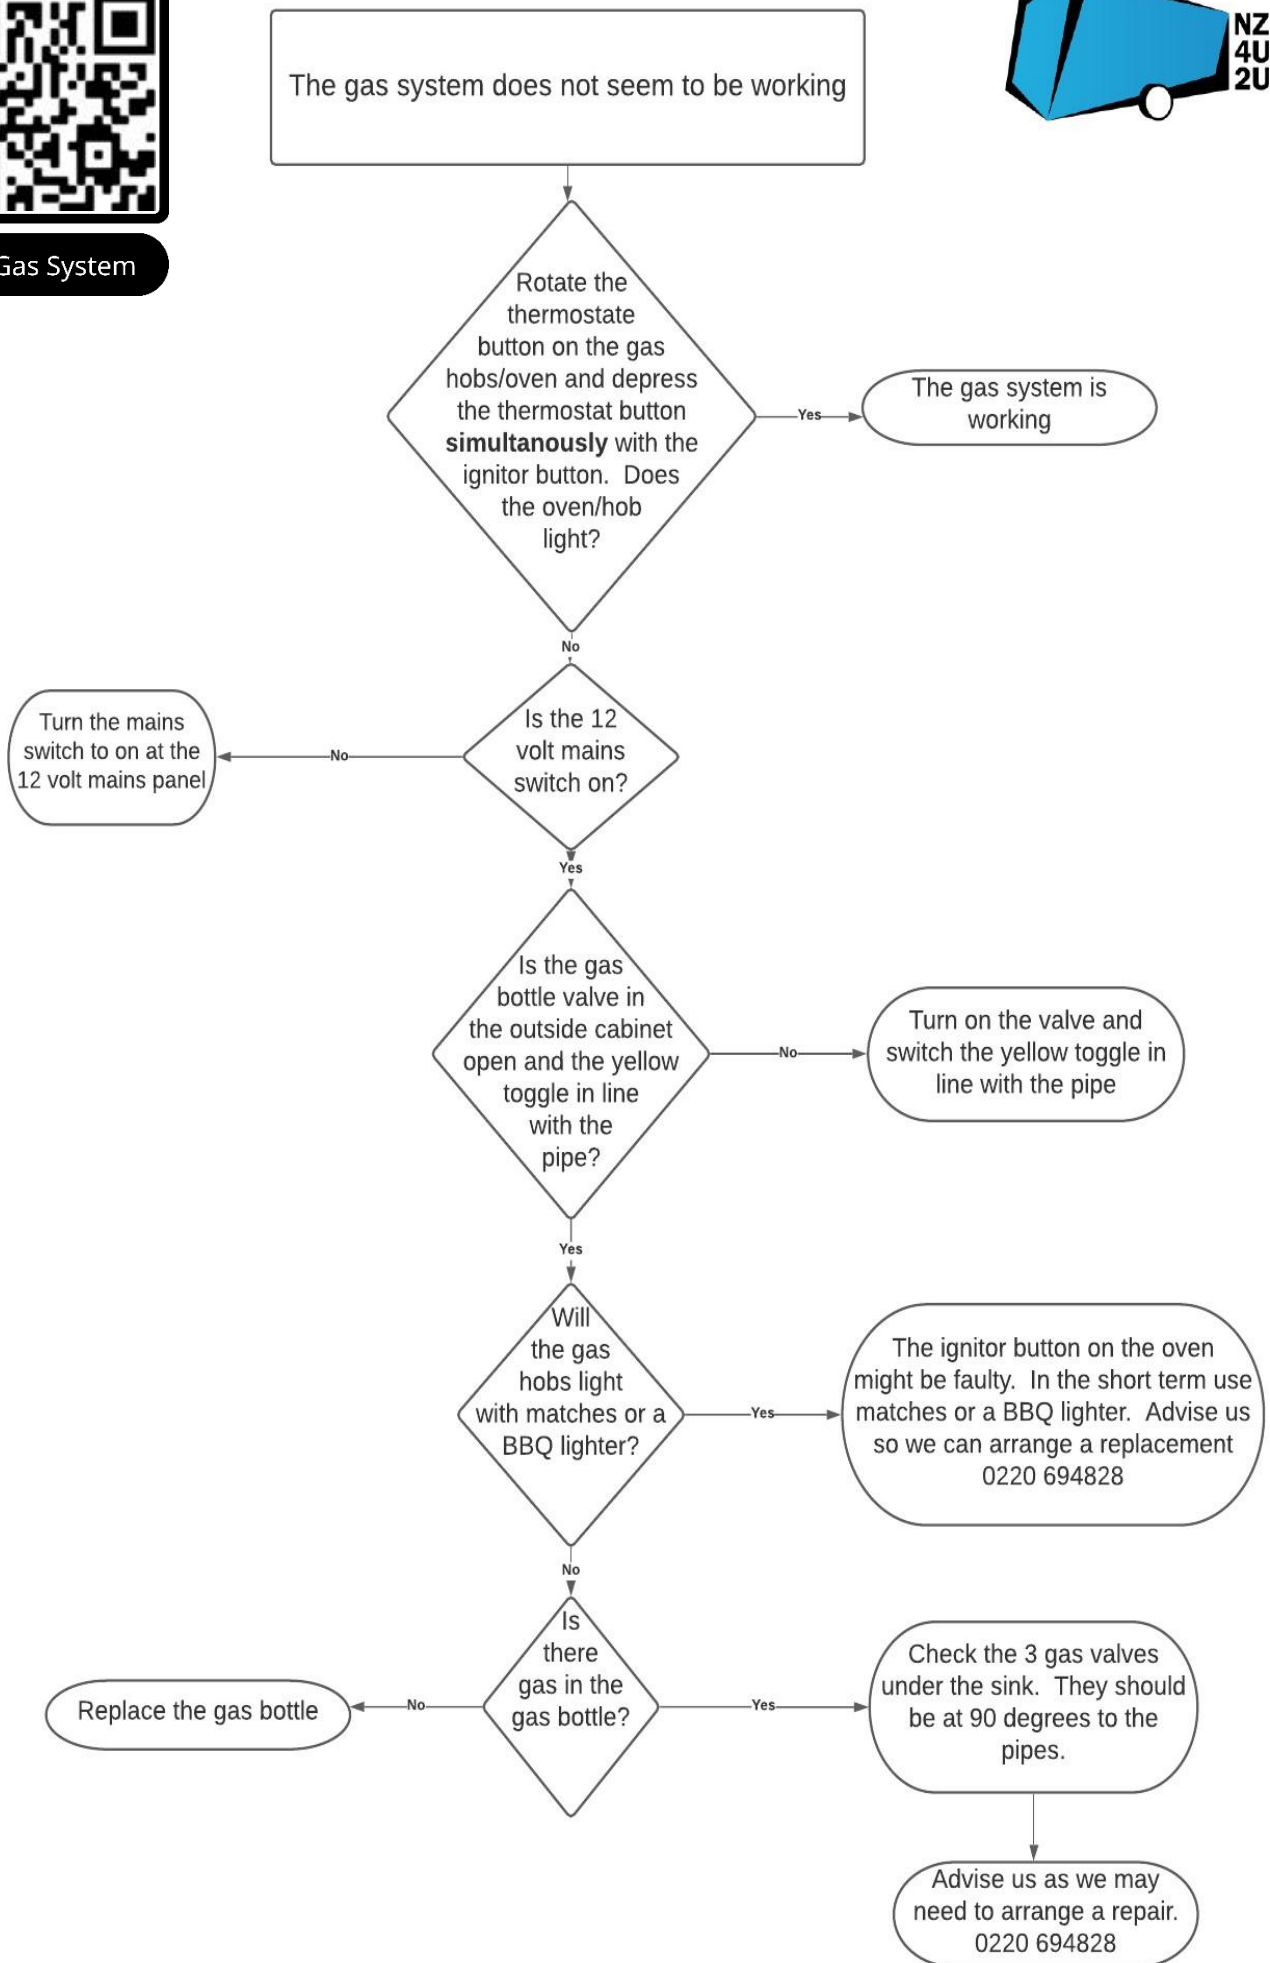 NZ
4U
2U
The gas system does not seem to be working
Gas System
Rotate the
thermostate
button on the gas
hobs/oven and depress
the thermostat button
simultanously with the
ignitor button. Does
the oven/hob
light?
Yes
The gas system is
working
No
Is the 12
volt mains
switch on?
No
Turn the mains
switch to on at the
12 volt mains panel
Yes
Is the gas
bottle valve in
the outside cabinet
open and the yellow
toggle in line
with the
pipe?
No
Turn on the valve and
switch the yellow toggle in
line with the pipe
Yes
Will
the gas
hobs light
with matches or a
BBQ lighter?
Yes
The ignitor button on the oven
might be faulty. In the short term use
matches or a BBQ lighter. Advise us
so we can arrange a replacement
0220 694828
No
Is
there
gas in the
gas bottle?
No
Replace the gas bottle
Yes
Check the 3 gas valves
under the sink. They should
be at 90 degrees to the
pipes.
Advise us as we may
need to arrange a repair.
0220 694828